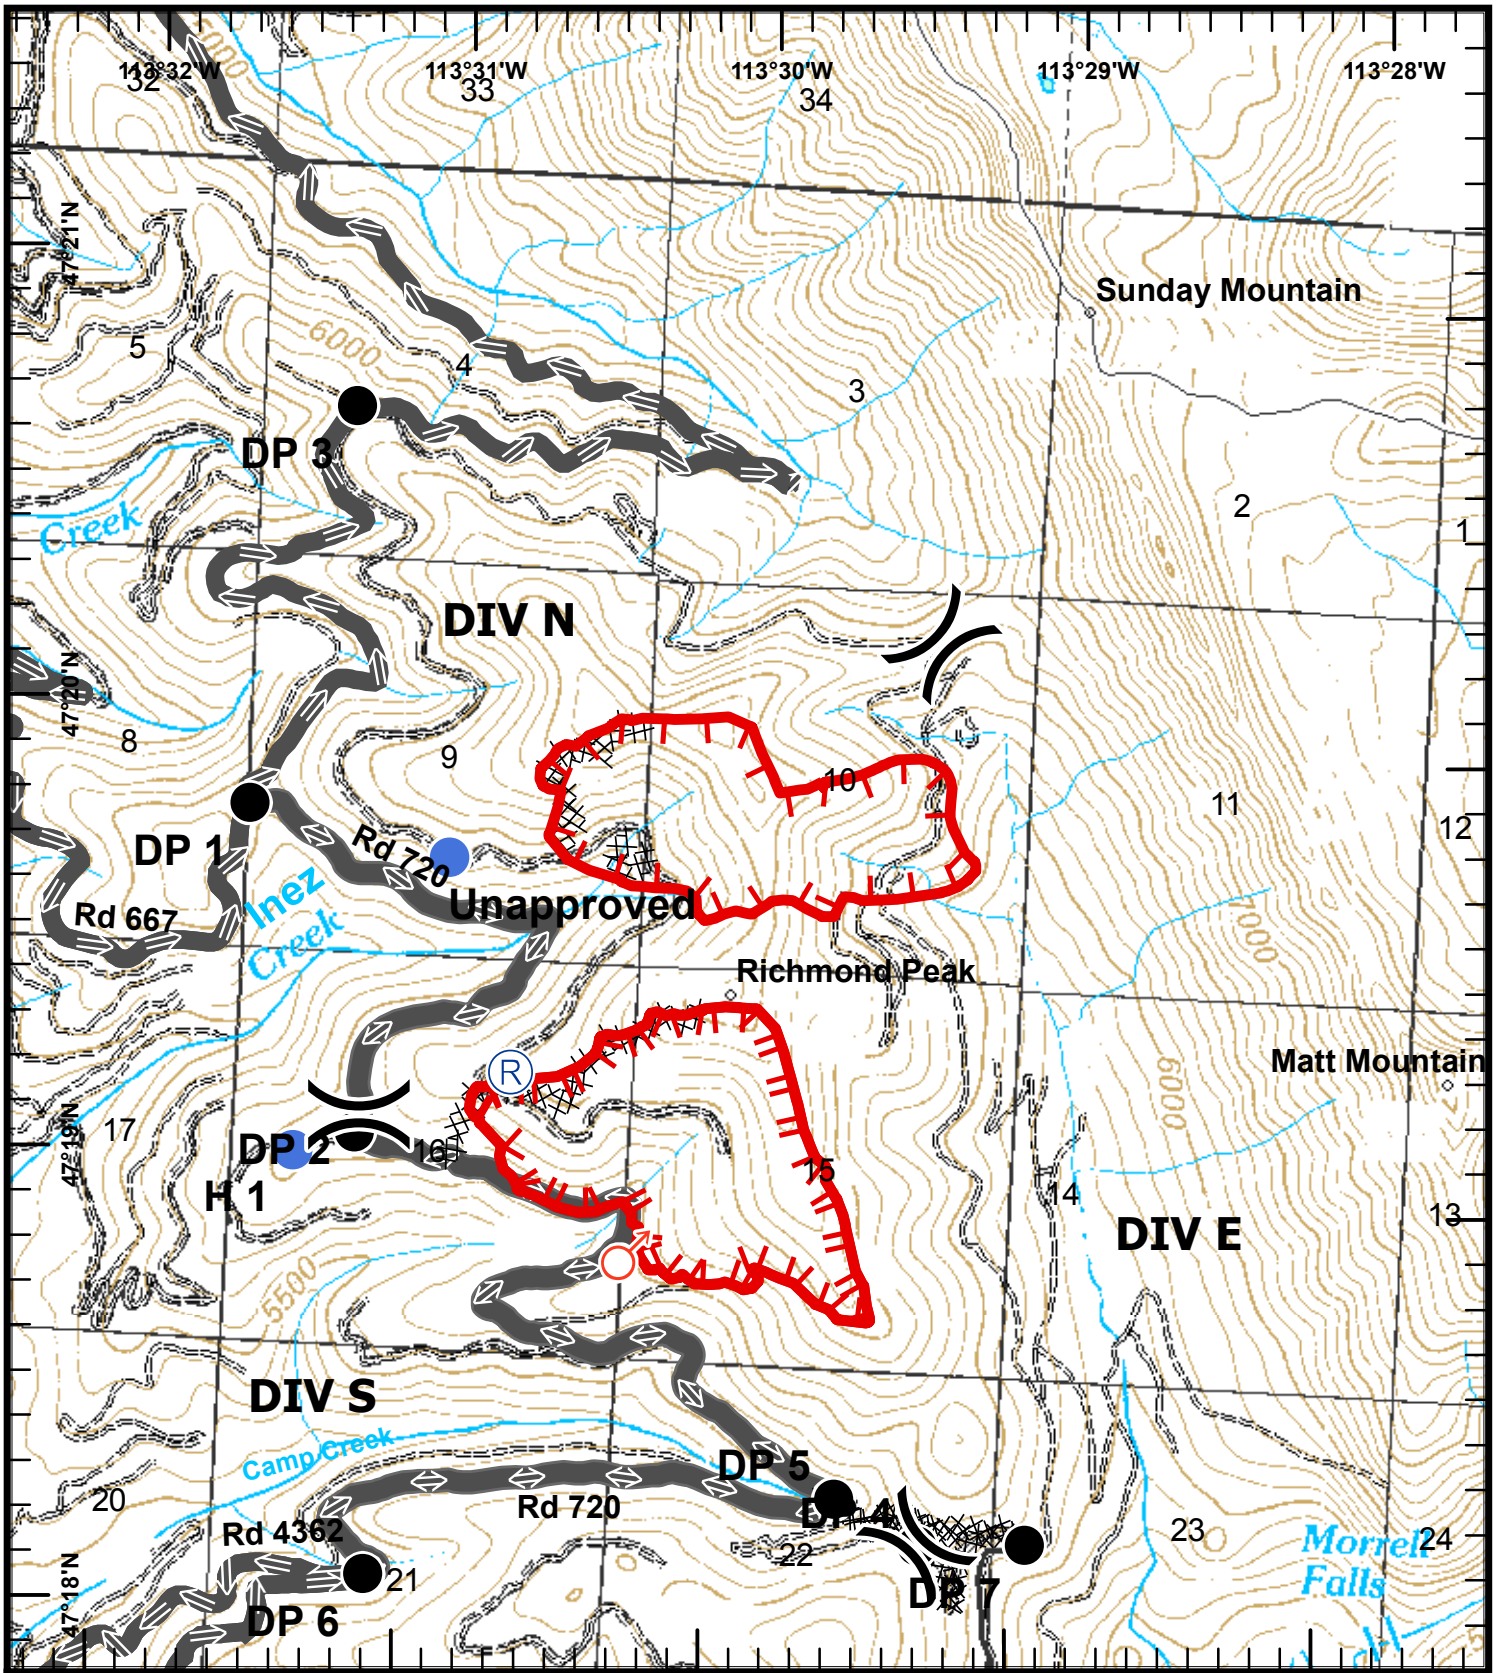 113°32'W
113°31'W
113°30'W
113°29'W
113°28'W
32
33
34
7000
47°21'N
Sunday Mountain
5
6000
4
3
DP 3
2
1
Creek
DIV N
47°20'N
8
9
10
11
12
DP 1
Rd 720
Unapproved
Inez
Creek
Rd 667
7000
Richmond Peak
Matt Mountain
R
6000
17
47°19'N
DP 2
16
15
14
H 1
13
DIV E
5500
DIV S
Camp Creek
DP 5
20
Rd 720
DP 4
Rd 4362
22
23
24
Morrell
Falls
47°18'N
21
DP 7
DP 6